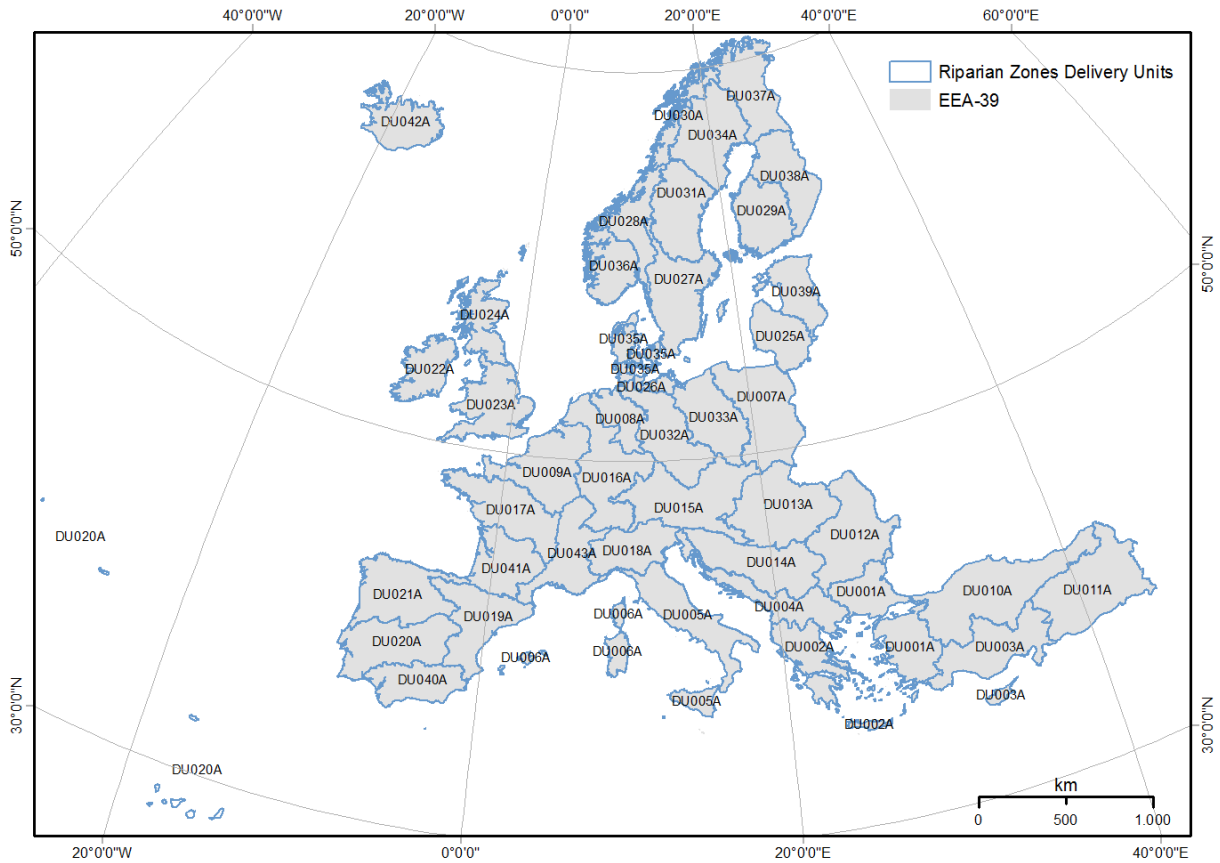 40°0'0"W
20°0'0"W
0°0'0"
20°0'0"E
40°0'0"E
60°0'0"E
Riparian Zones Delivery Units
EEA-39
DU037A
DU030A
DU042A
DU034A
DU038A
DU031A
DU029A
50°0'0"N
DU028A
50°0'0"N
DU036A
DU027A
DU039A
DU024A
DU025A
DU035A
DU035A
DU022A
DU035A
DU026A
DU007A
DU023A
DU008A
DU033A
DU032A
DU009A
DU016A
DU013A
DU017A
DU015A
DU020A
DU012A
DU043A
DU018A
DU014A
DU041A
DU021A
DU001A
DU010A
DU011A
DU004A
DU019A
DU006A
DU005A
DU020A
DU002A
DU001A
DU003A
DU006A
DU006A
DU040A
DU003A
DU005A
30°0'0"N
DU002A
30°0'0"N
DU020A
km
0 500 1.000
20°0'0"W
0°0'0"
20°0'0"E
40°0'0"E